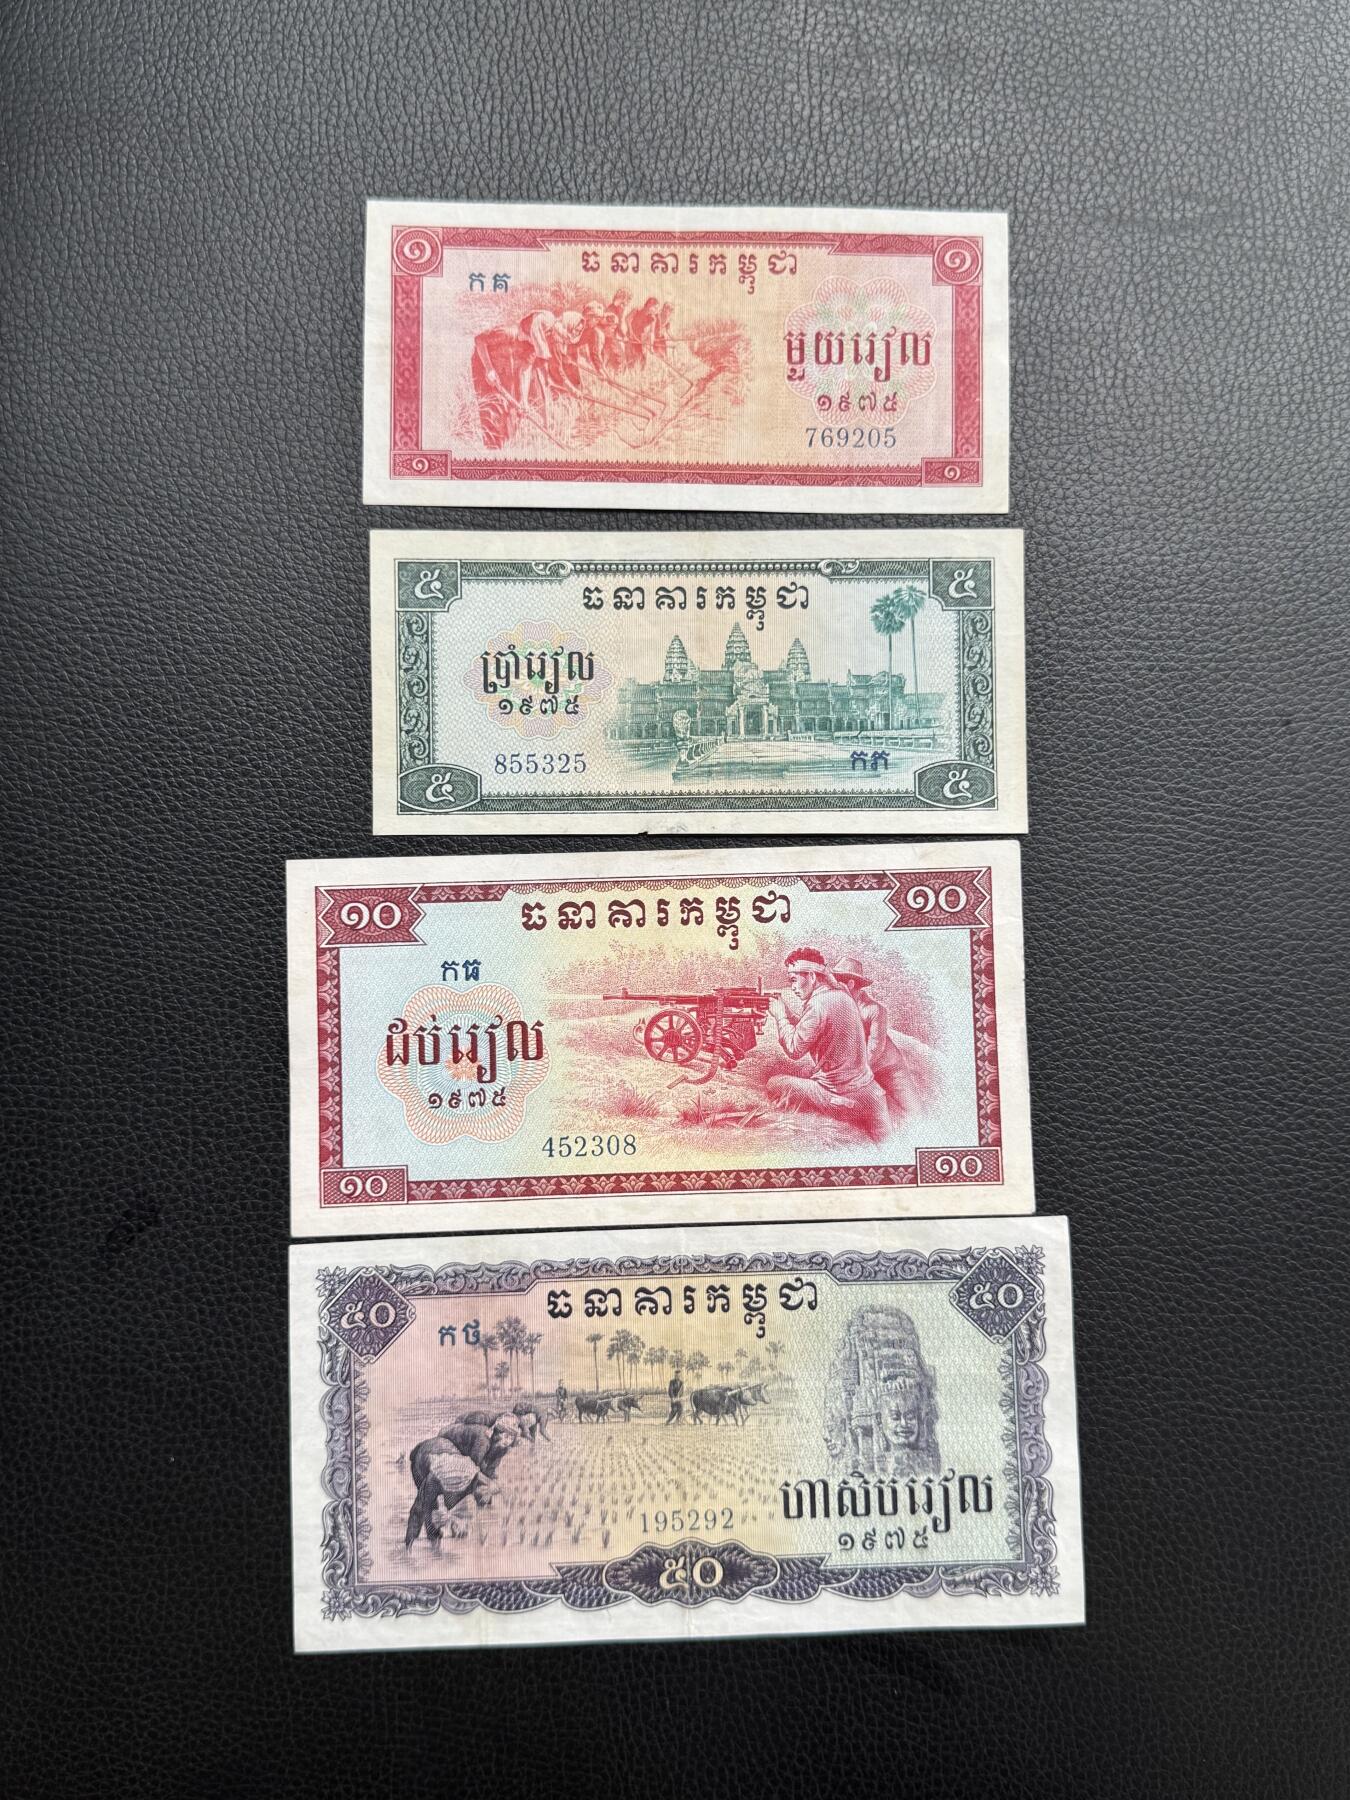 ១ ១
ធនាគារកម្ពុជា
កគ
មួយរៀល
១៩៧៥
769205
១ ១
៥ ៥
ធនាគារកម្ពុជា
ប្រាំរៀល
១៩៧៥
855325
កភ
៥ ៥
១០ ១០
ធនាគារកម្ពុជា
កធ
ដប់រៀល
១៩៧៥
452308
១០ ១០
៥០ ៥០
ធនាគារកម្ពុជា
កថ
ហាសិបរៀល
195292
១៩៧៥
៥០